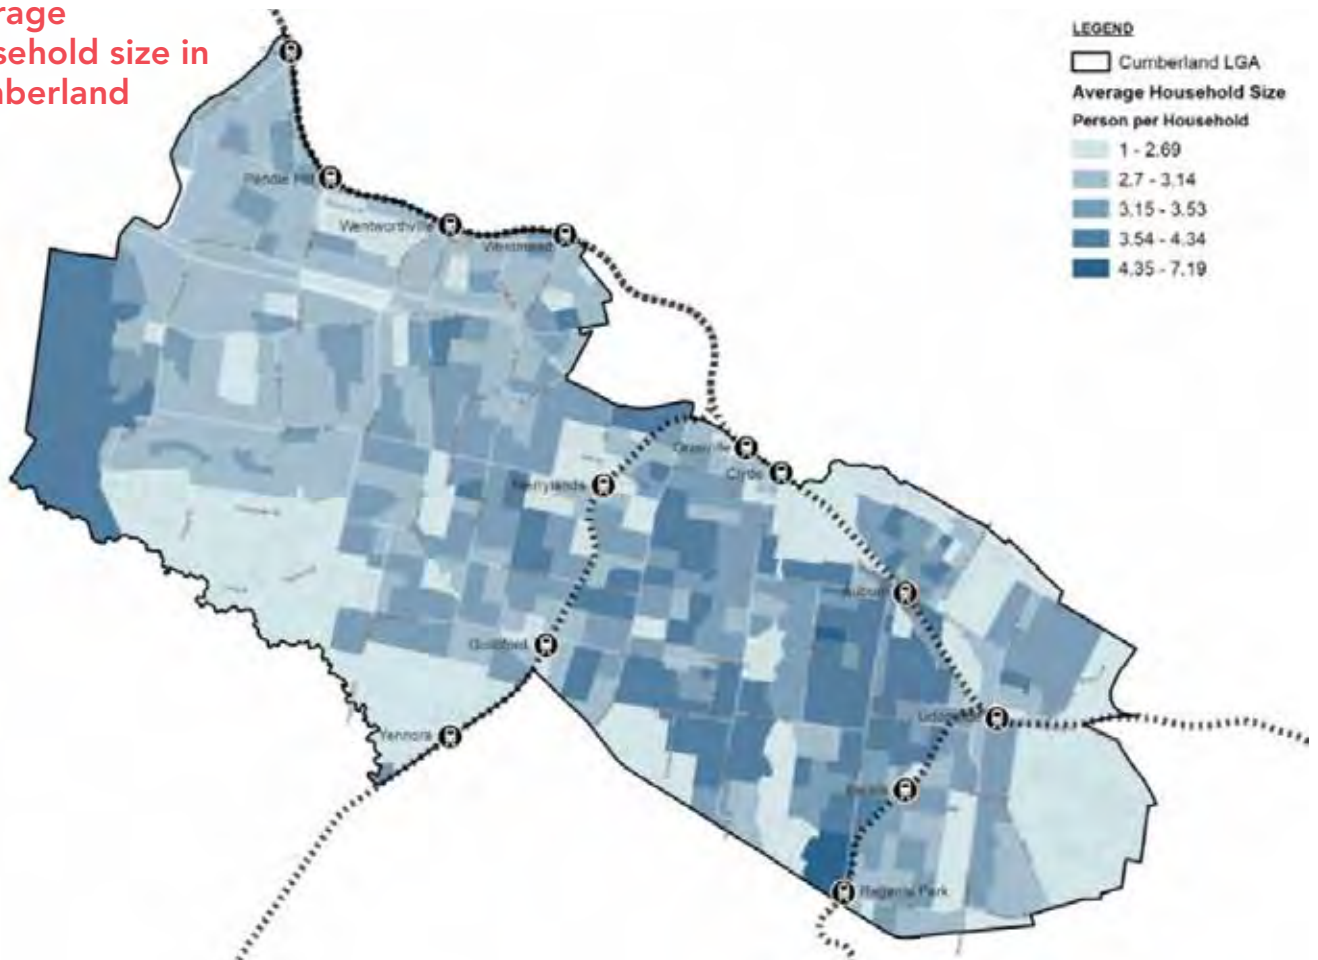 rage
sehold size in
nberland
LEGEND
Cumberland LGA
Average Household Size
Person per Household
1 - 2.69
2.7 - 3.14
3.15 - 3.53
3.54 - 4.34
4.35 - 7.19
Pendle Hill
Wentworthville
Westmead
Granville
Clyde
Merrylands
Auburn
Guildford
Lidcombe
Yennora
Berala
Regents Park